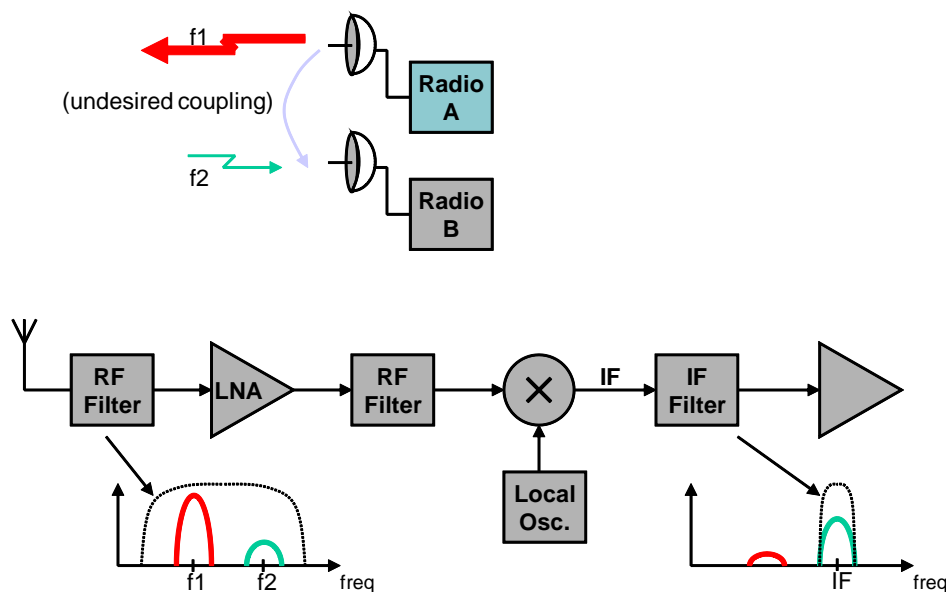 f1
Radio
A
(undesired coupling)
f2
Radio
B
RF
Filter
LNA
RF
Filter
IF
IF
Filter
Local
Osc.
f1
f2
freq
IF
freq